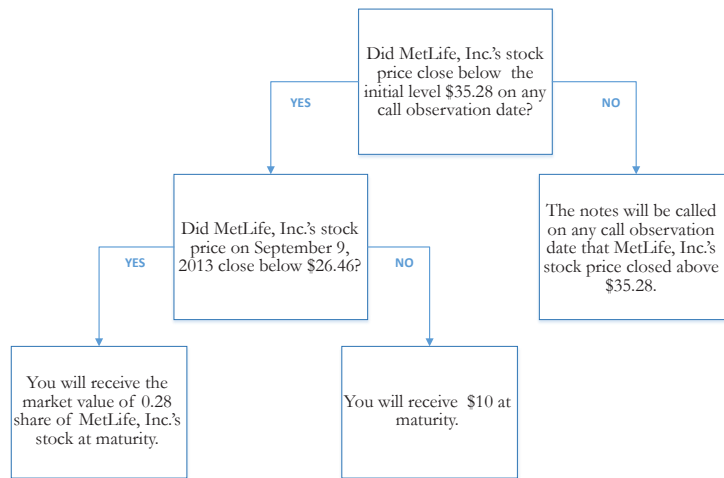 Did MetLife, Inc.'s stock
price close below the
initial level $35.28 on any
call observation date?
YES
NO
Did MetLife, Inc.'s stock
price on September 9,
2013 close below $26.46?
The notes will be called
on any call observation
date that MetLife, Inc.'s
stock price closed above
$35.28.
YES
NO
You will receive the
market value of 0.28
share of MetLife, Inc.'s
stock at maturity.
You will receive $10 at
maturity.